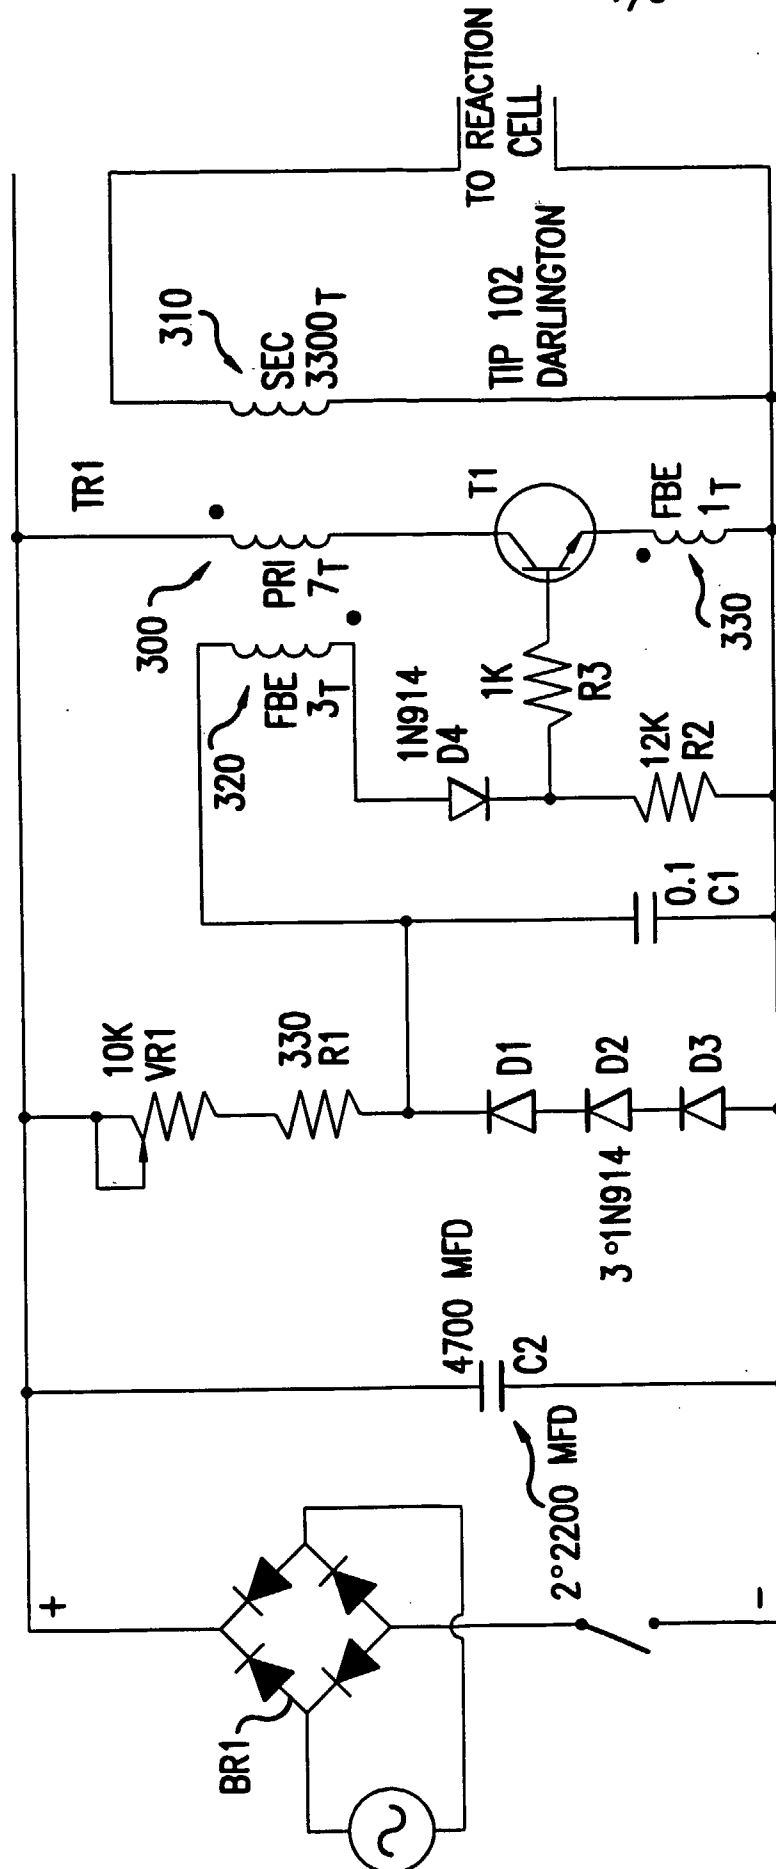 BR1
+
-
2°2200 MFD
4700 MFD
C2
10K
VR1
330
R1
D1
D2
D3
3°1N914
0.1
C1
320
FBE
3T
1N914
D4
12K
R2
1K
R3
300
PRI
7T
TR1
T1
FBE
1T
330
310
SEC
3300T
TIP 102
DARLINGTON
TO REACTION
CELL